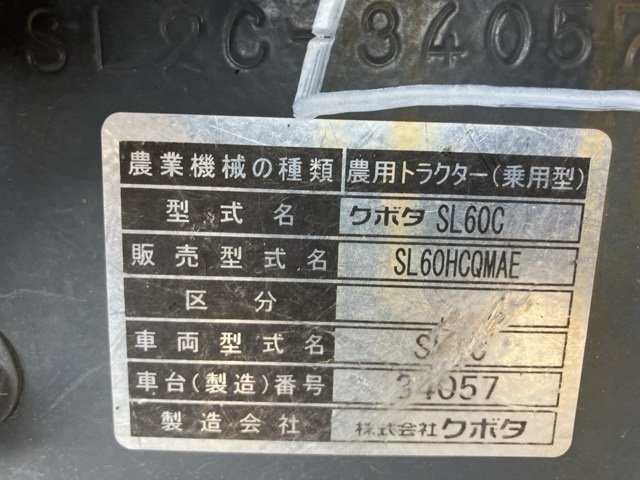 SL2C-34057
農業機械の種類 農用トラクター(乗用型)
型式名 クボタ SL60C
販売型式名 SL60HCQMAE
区分
車両型式名
車台(製造)番号 34057
製造会社 株式会社クボタ